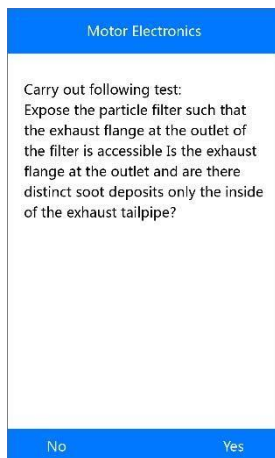 Motor Electronics
Carry out following test:
Expose the particle filter such that
the exhaust flange at the outlet of
the filter is accessible Is the exhaust
flange at the outlet and are there
distinct soot deposits only the inside
of the exhaust tailpipe?
No Yes